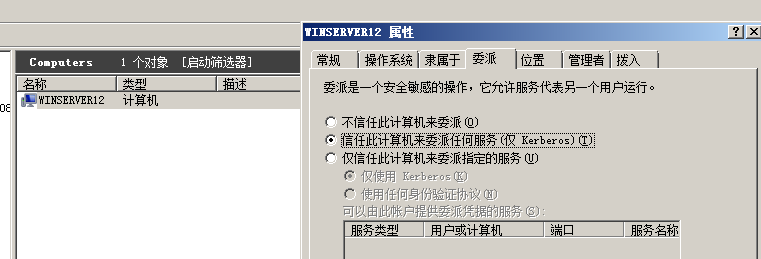 Computers 1 个对象 [启动筛选器]
名称 类型 描述
WINSERVER12 计算机
08
WINSERVER12 属性
常规 操作系统 隶属于 委派 位置 管理者 拨入
委派是一个安全敏感的操作，它允许服务代表另一个用户运行。
不信任此计算机来委派(O)
信任此计算机来委派任何服务(仅 Kerberos)(T)
仅信任此计算机来委派指定的服务(U)
仅使用 Kerberos(K)
使用任何身份验证协议(N)
可以由此帐户提供委派凭据的服务(S):
服务类型 用户或计算机 端口 服务名称